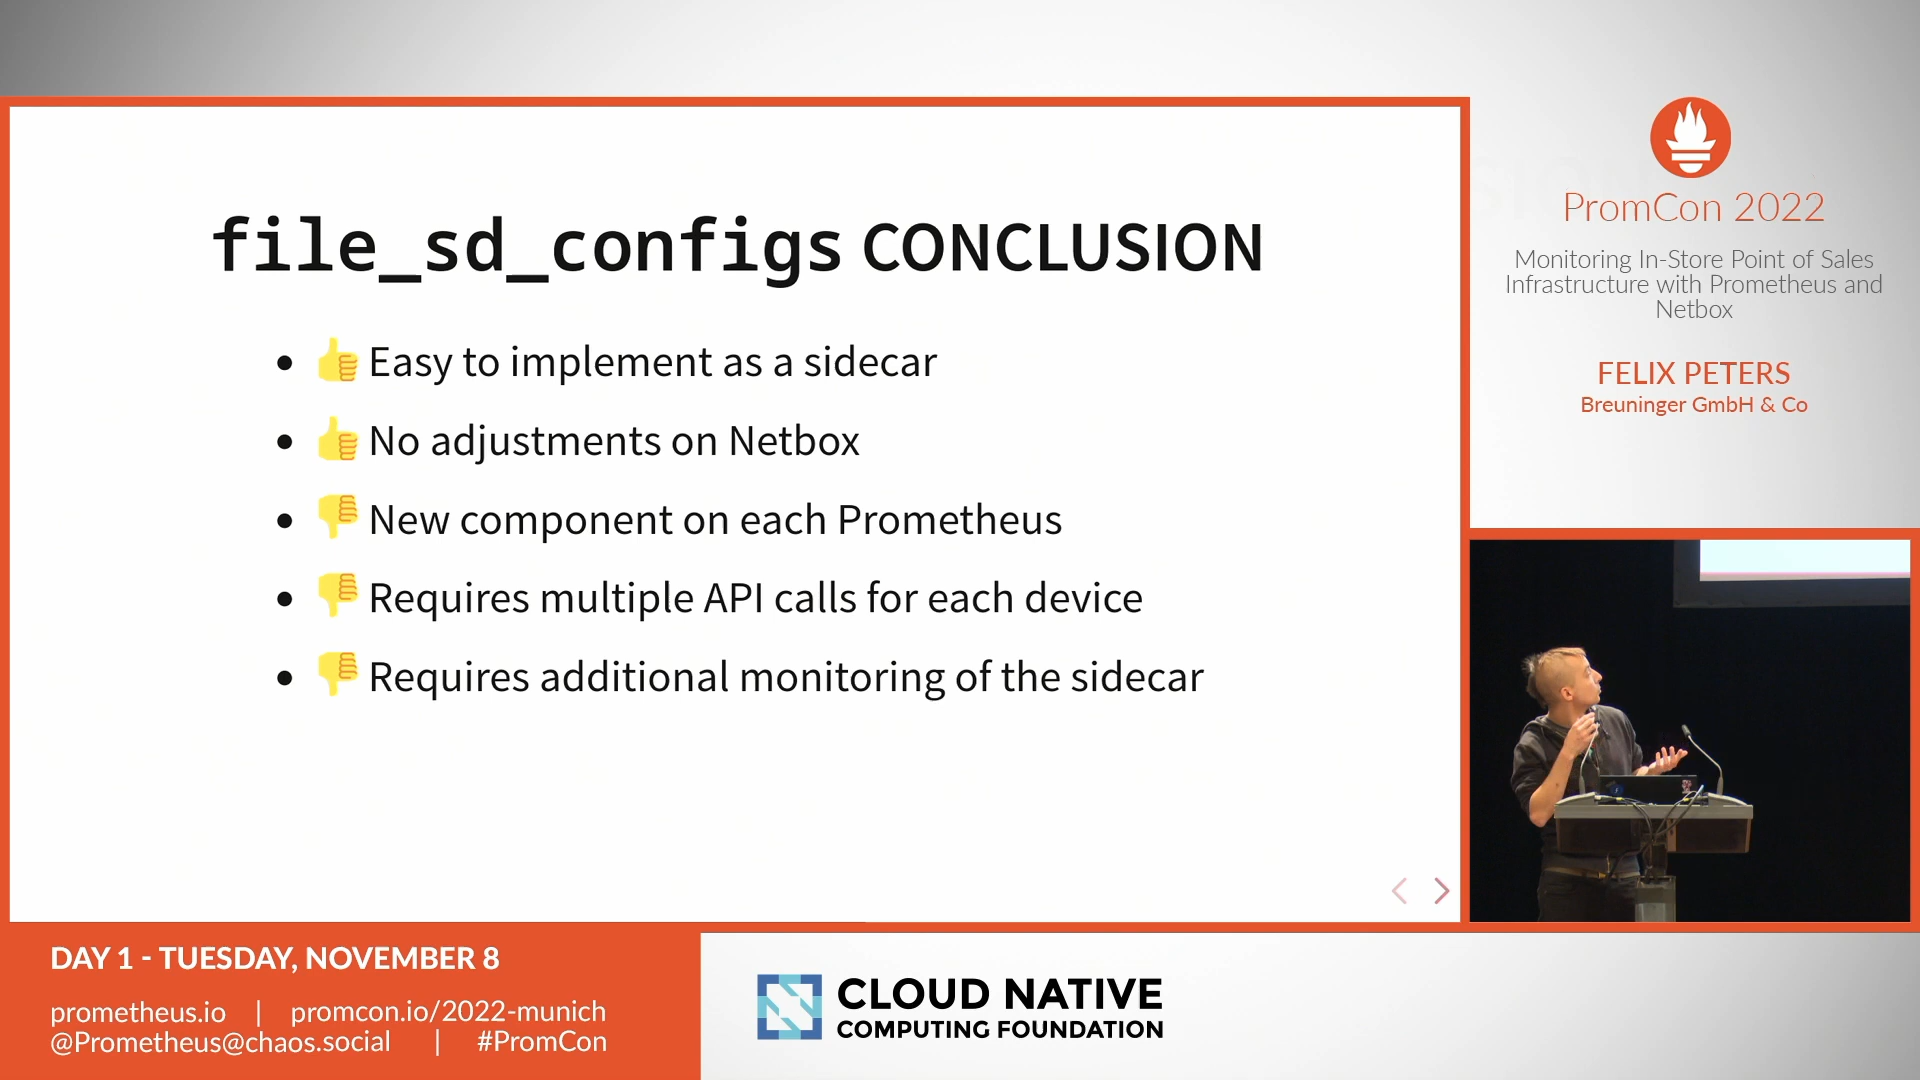 file_sd_configs CONCLUSION
👍 Easy to implement as a sidecar
👍 No adjustments on Netbox
👎 New component on each Prometheus
👎 Requires multiple API calls for each device
👎 Requires additional monitoring of the sidecar
PromCon 2022
Monitoring In-Store Point of Sales
Infrastructure with Prometheus and
Netbox
FELIX PETERS
Breuninger GmbH & Co
DAY 1 - TUESDAY, NOVEMBER 8
prometheus.io | promcon.io/2022-munich
@Prometheus@chaos.social | #PromCon
CLOUD NATIVE
COMPUTING FOUNDATION